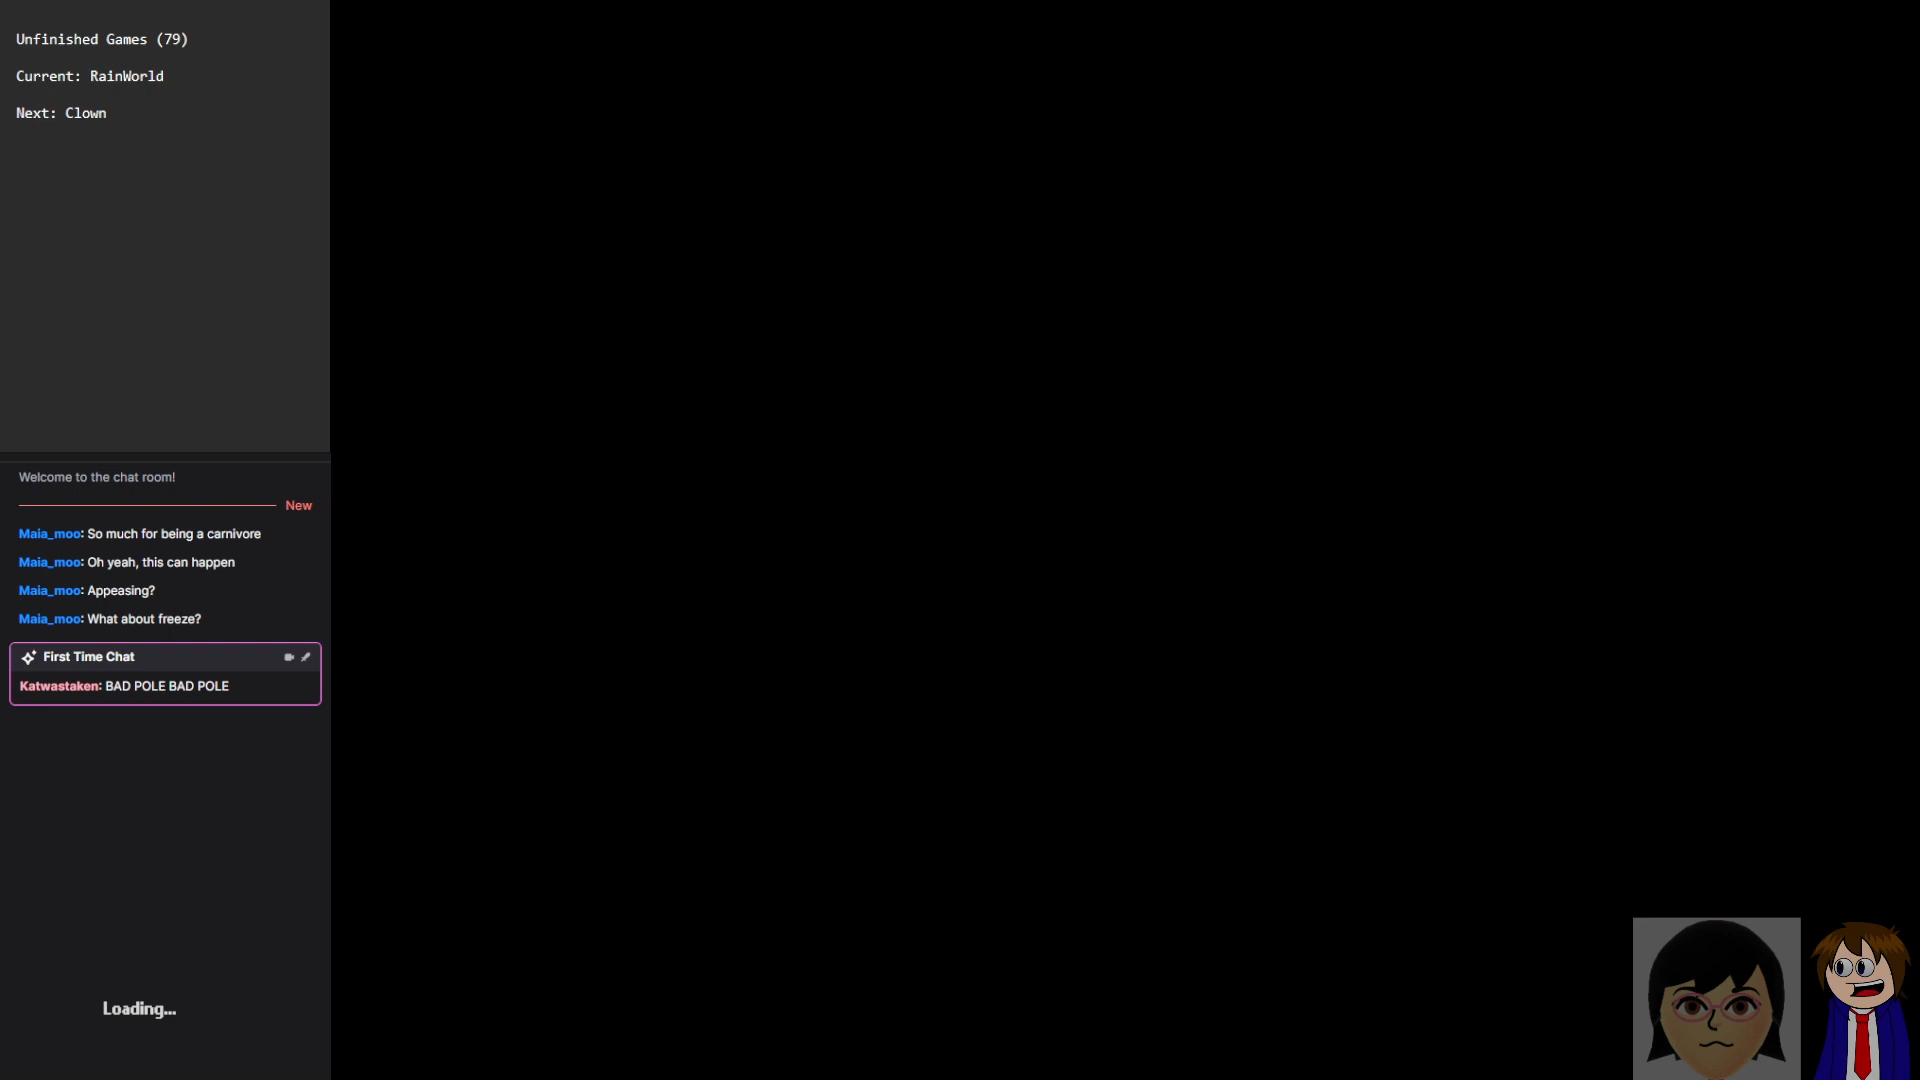 Unfinished Games (79)
Current: RainWorld
Next: Clown
Welcome to the chat room!
New
Maia_moo: So much for being a carnivore
Maia_moo: Oh yeah, this can happen
Maia_moo: Appeasing?
Maia_moo: What about freeze?
First Time Chat
Katwastaken: BAD POLE BAD POLE
Loading...